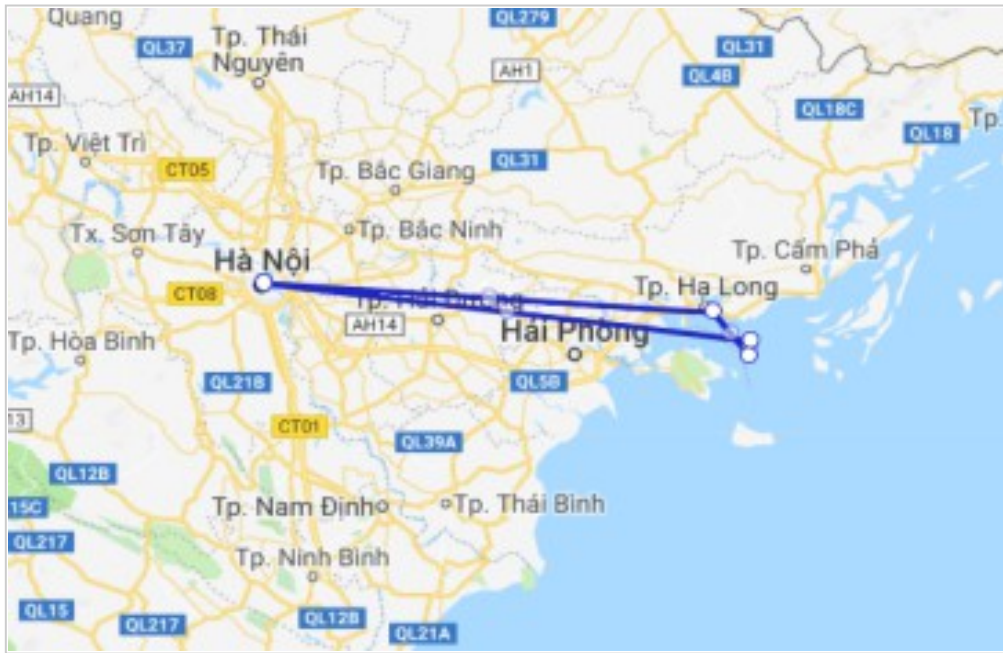 Quang
QL279
QL37
Tp. Thái
Nguyên
QL31
AH1
QL4B
AH14
QL18C
Tp.
QL18
Tp. Việt Trì
CT05
QL31
Tp. Bắc Giang
Tx. Sơn Tây
Tp. Bắc Ninh
Tp. Cẩm Phả
Hà Nội
CT08
Tp. Hạ Long
AH14
Hải Phòng
Tp. Hòa Bình
QL21B
QL5B
13
CT01
QL39A
QL12B
15C
Tp. Nam Định
Tp. Thái Bình
QL217
Tp. Ninh Bình
QL15
QL217
QL12B
QL21A